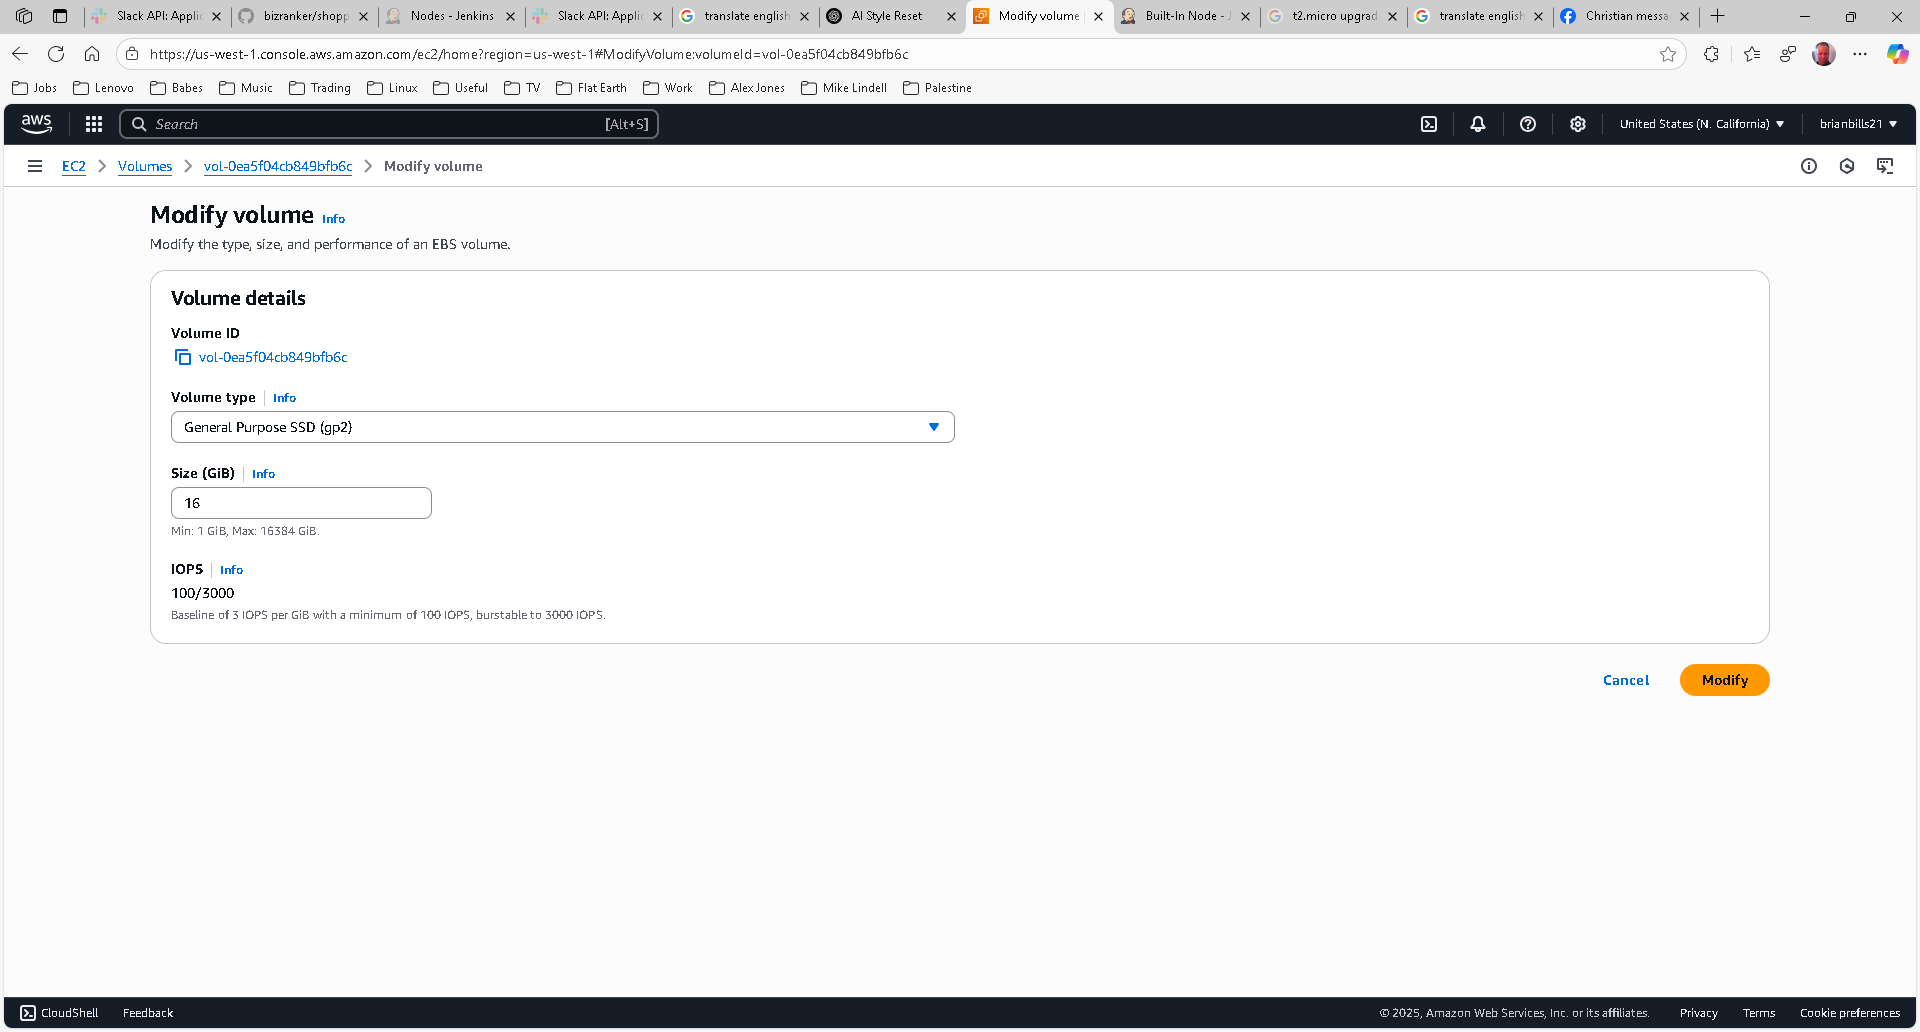 Slack API: Applic
bizranker/shopp
Nodes - Jenkins
Slack API: Applic
translate english
AI Style Reset
Modify volume
Built-In Node - J
t2.micro upgrad
translate english
Christian messa
https://us-west-1.console.aws.amazon.com/ec2/home?region=us-west-1#ModifyVolume:volumeId=vol-0ea5f04cb849bfb6c
Jobs Lenovo Babes Music Trading Linux Useful TV Flat Earth Work Alex Jones Mike Lindell Palestine
aws Search [Alt+S] United States (N. California) brianbills21
EC2 Volumes vol-0ea5f04cb849bfb6c Modify volume
Modify volume Info
Modify the type, size, and performance of an EBS volume.
Volume details
Volume ID
vol-0ea5f04cb849bfb6c
Volume type Info
General Purpose SSD (gp2)
Size (GiB) Info
16
Min: 1 GiB, Max: 16384 GiB.
IOPS Info
100/3000
Baseline of 3 IOPS per GiB with a minimum of 100 IOPS, burstable to 3000 IOPS.
Cancel Modify
CloudShell Feedback © 2025, Amazon Web Services, Inc. or its affiliates. Privacy Terms Cookie preferences